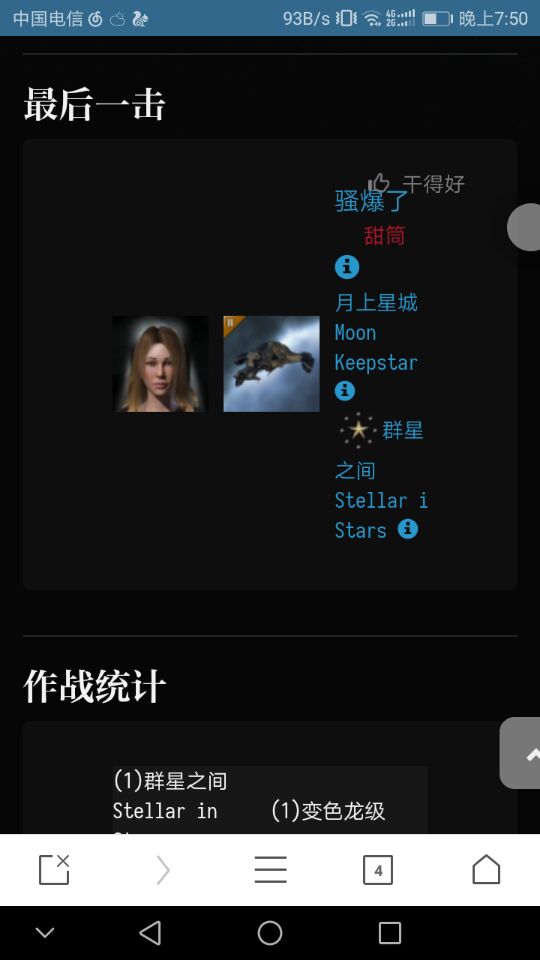 中国电信 93B/s 4G 2G 晚上7:50
最后一击
干得好
骚爆了
甜筒
月上星城
Moon
Keepstar
群星
之间
Stellar i
Stars
作战统计
(1)群星之间
Stellar in (1)变色龙级
4